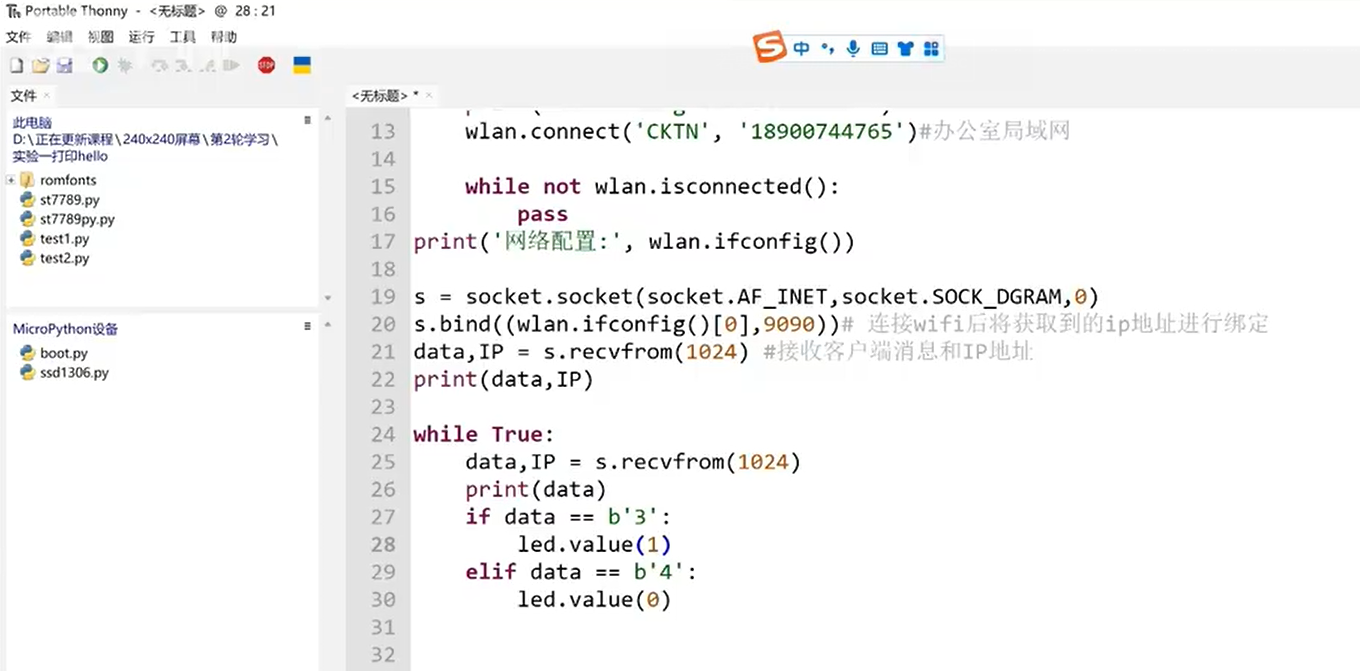 Portable Thonny - <无标题> @ 28:21
文件 编辑 视图 运行 工具 帮助
中
STOP
文件 ×
<无标题> * ×
此电脑
D:\正在更新课程\240x240屏幕\第2轮学习\
实验一打印hello
romfonts
st7789.py
st7789py.py
test1.py
test2.py
MicroPython设备
boot.py
ssd1306.py
13 wlan.connect('CKTN', '18900744765')#办公室局域网
14
15 while not wlan.isconnected():
16 pass
17 print('网络配置:', wlan.ifconfig())
18
19 s = socket.socket(socket.AF_INET,socket.SOCK_DGRAM,0)
20 s.bind((wlan.ifconfig()[0],9090))# 连接wifi后将获取到的ip地址进行绑定
21 data,IP = s.recvfrom(1024) #接收客户端消息和IP地址
22 print(data,IP)
23
24 while True:
25 data,IP = s.recvfrom(1024)
26 print(data)
27 if data == b'3':
28 led.value(1)
29 elif data == b'4':
30 led.value(0)
31
32